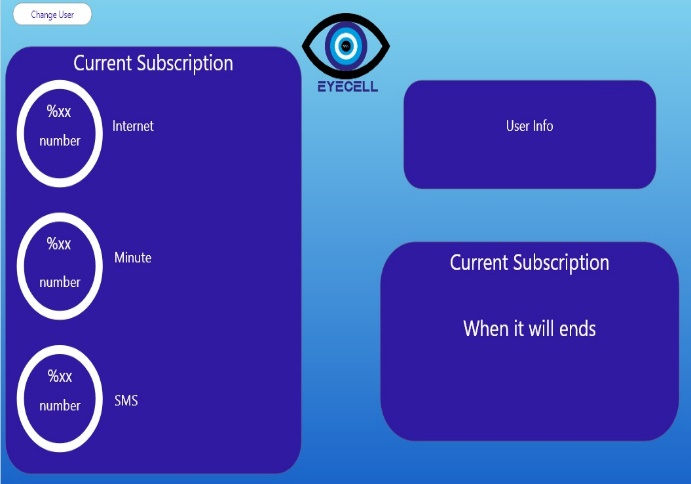 Change User
EYECELL
Current Subscription
%xx
number
Internet
%xx
number
Minute
%xx
number
SMS
User Info
Current Subscription
When it will ends